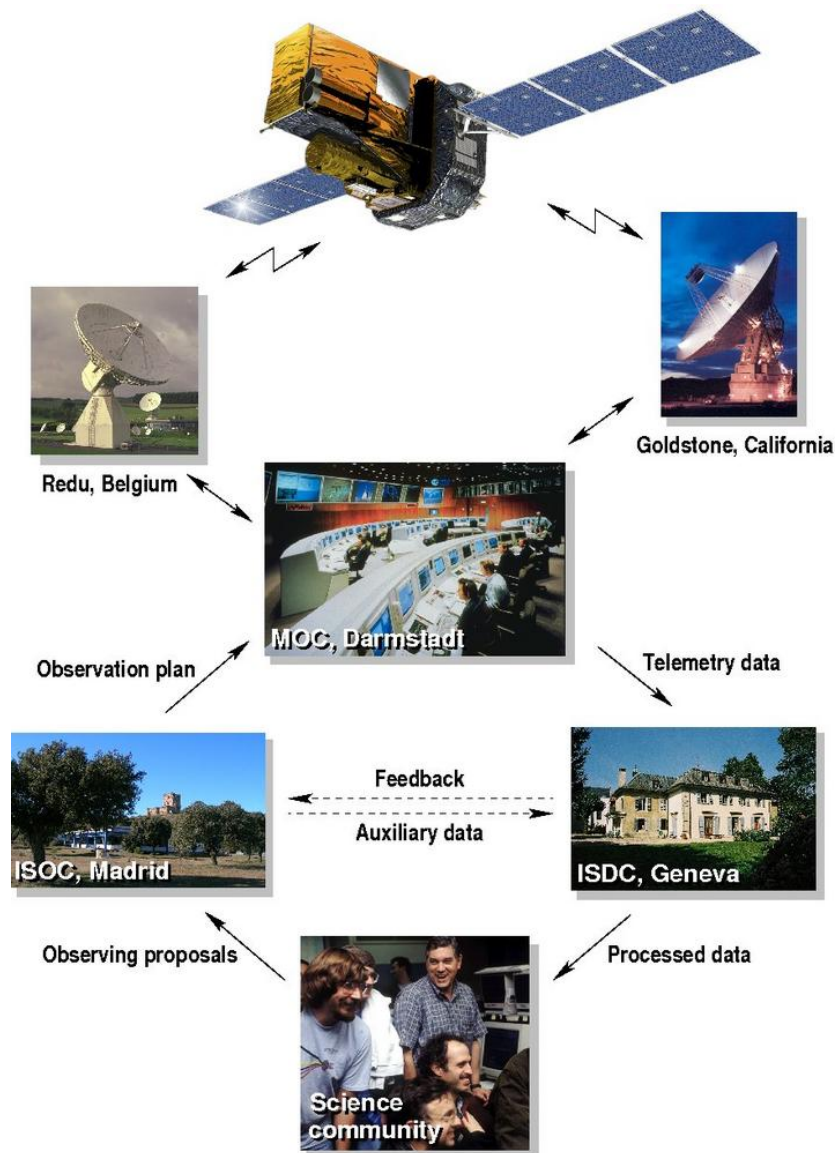 Goldstone, California
Redu, Belgium
MOC, Darmstadt
Observation plan
Telemetry data
Feedback
Auxiliary data
ISOC, Madrid
ISDC, Geneva
Observing proposals
Processed data
Science
community